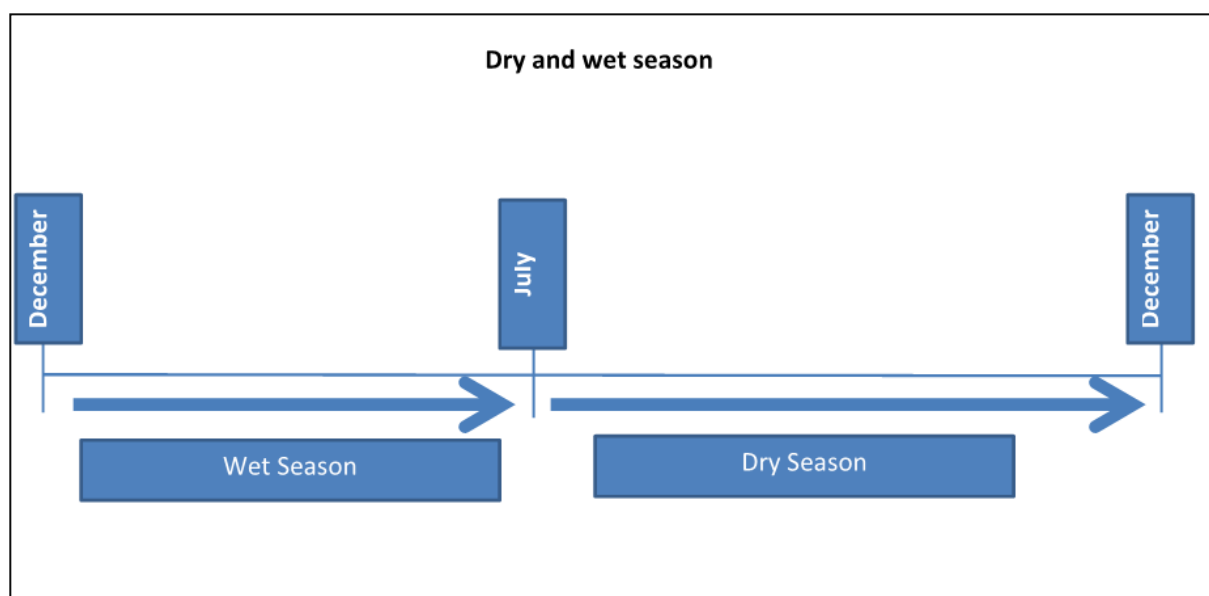 Dry and wet season
December
July
December
Wet Season
Dry Season